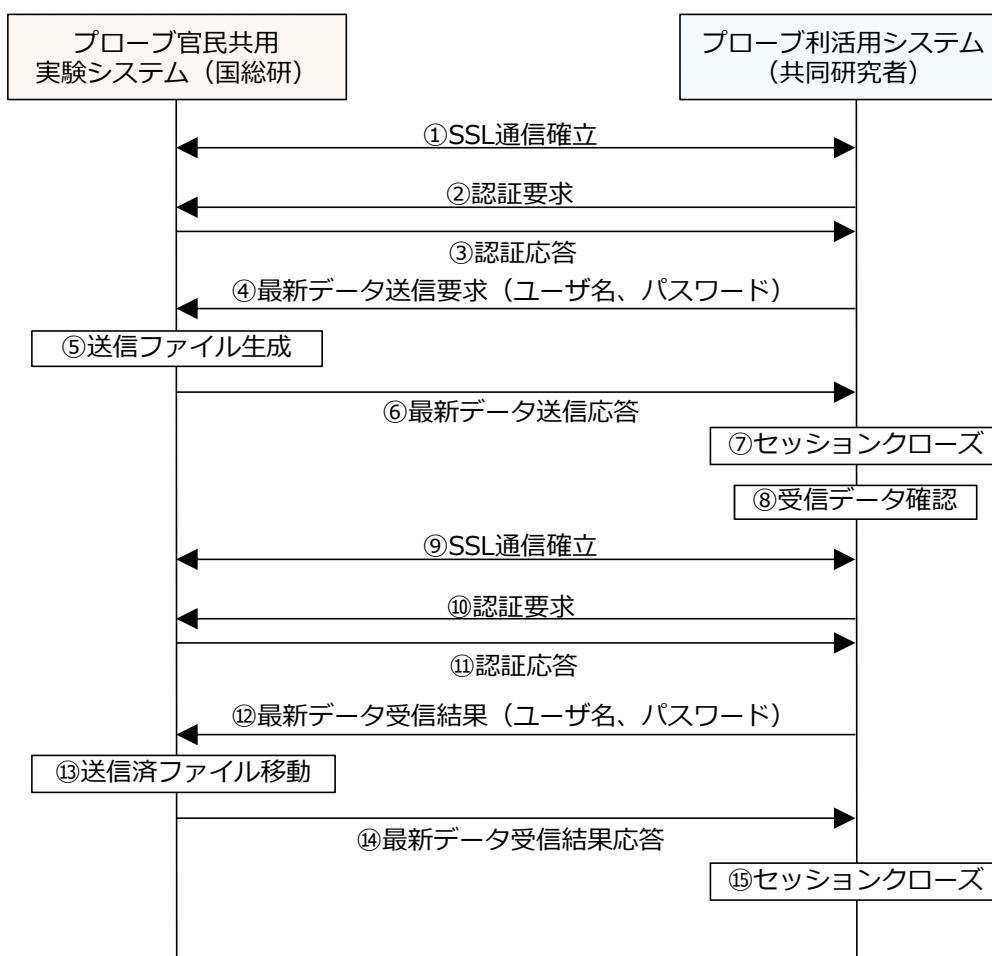 プローブ官民共用
実験システム（国総研）
プローブ利活用システム
（共同研究者）
①SSL通信確立
②認証要求
③認証応答
④最新データ送信要求（ユーザ名、パスワード）
⑤送信ファイル生成
⑥最新データ送信応答
⑦セッションクローズ
⑧受信データ確認
⑨SSL通信確立
⑩認証要求
⑪認証応答
⑫最新データ受信結果（ユーザ名、パスワード）
⑬送信済ファイル移動
⑭最新データ受信結果応答
⑮セッションクローズ